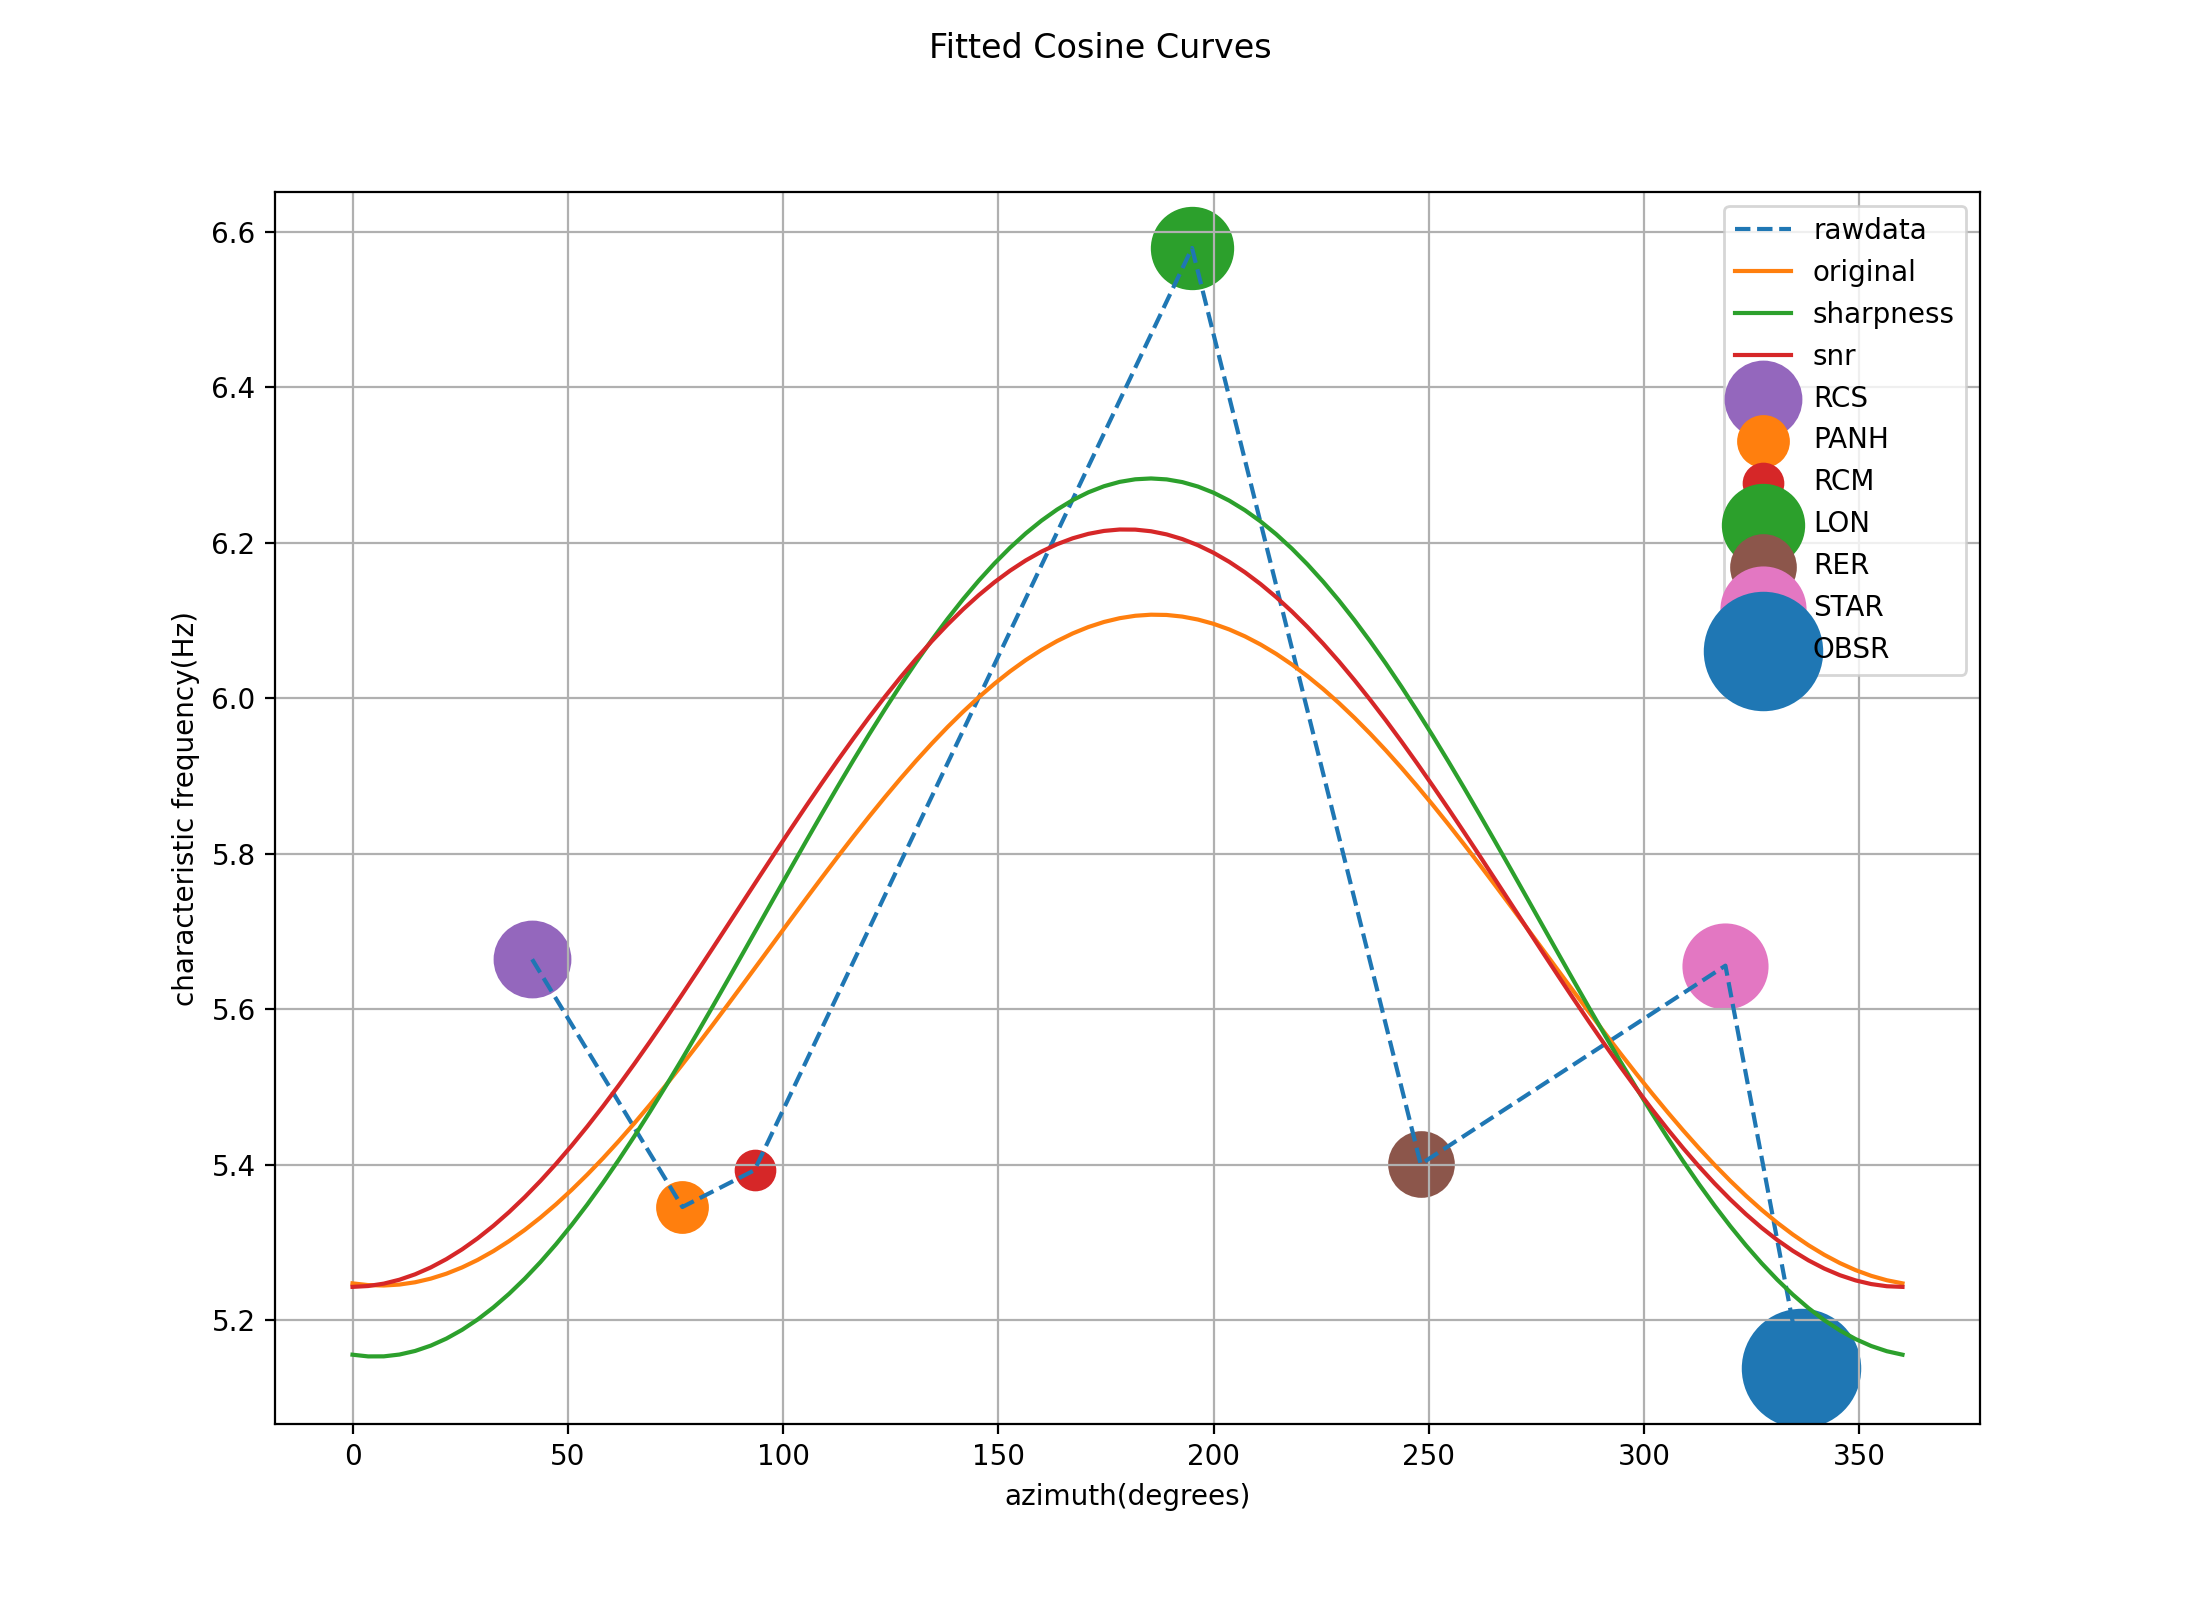 Fitted Cosine Curves
6.6
6.4
6.2
6.0
5.8
5.6
5.4
5.2
characteristic frequency(Hz)
rawdata
original
sharpness
snr
RCS
PANH
RCM
LON
RER
STAR
OBSR
0 50 100 150 200 250 300 350
azimuth(degrees)